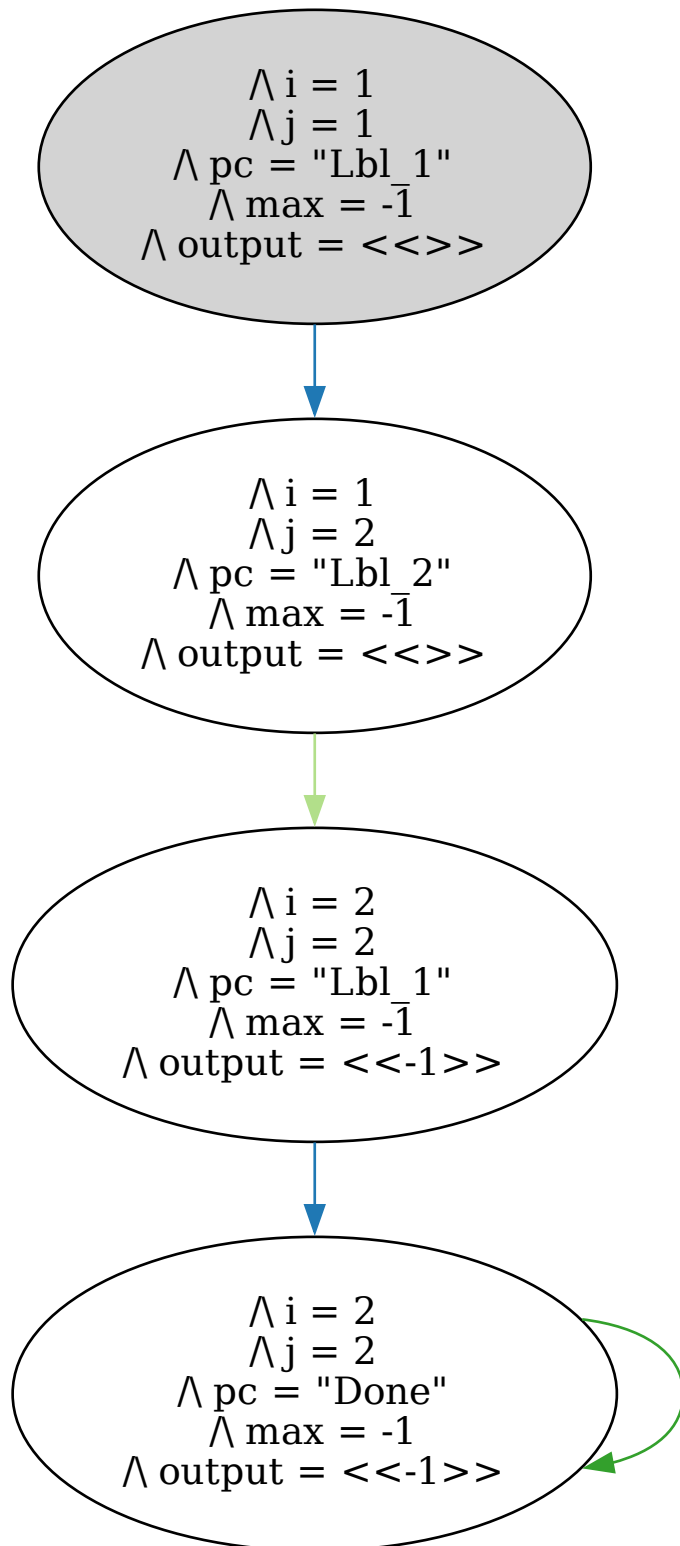 /\ i = 1
/\ j = 1
/\ pc = "Lbl_1"
/\ max = -1
/\ output = <<>>
/\ i = 1
/\ j = 2
/\ pc = "Lbl_2"
/\ max = -1
/\ output = <<>>
/\ i = 2
/\ j = 2
/\ pc = "Lbl_1"
/\ max = -1
/\ output = <<-1>>
/\ i = 2
/\ j = 2
/\ pc = "Done"
/\ max = -1
/\ output = <<-1>>